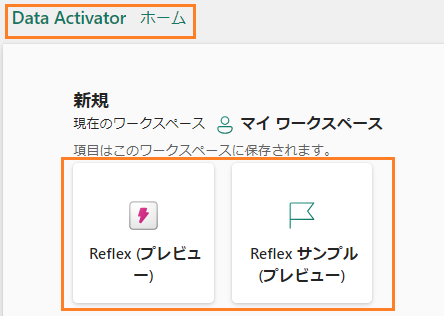 Data Activator ホーム
新規
現在のワークスペース マイ ワークスペース
項目はこのワークスペースに保存されます。
Reflex (プレビュ
ー)
Reflex サンプル
(プレビュー)